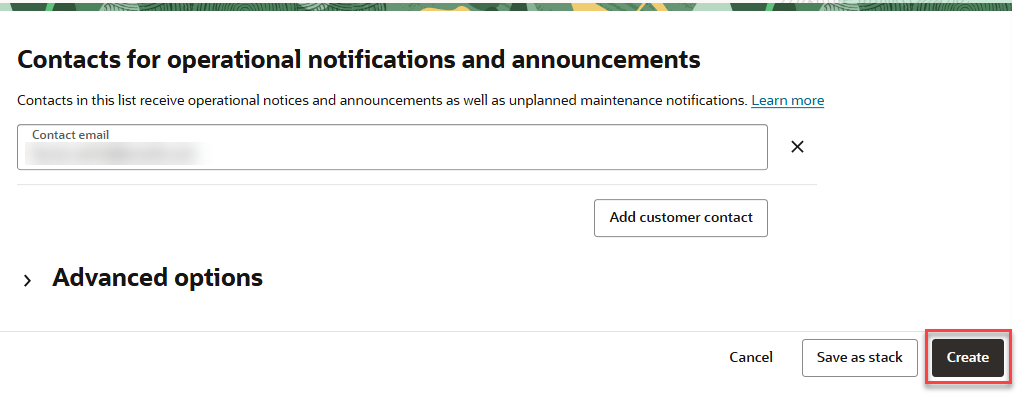 Contacts for operational notifications and announcements
Contacts in this list receive operational notices and announcements as well as unplanned maintenance notifications. Learn more
Contact email
Add customer contact
Advanced options
Cancel
Save as stack
Create